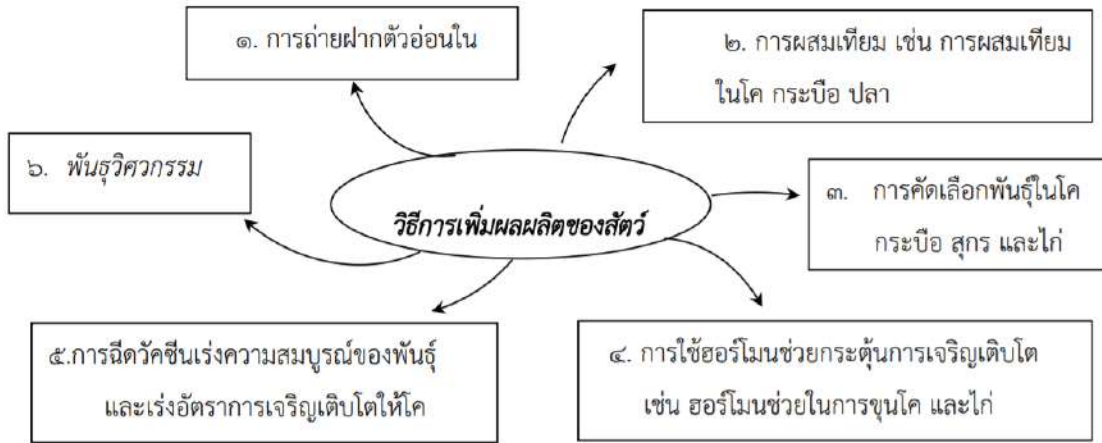 ๑. การถ่ายฝากตัวอ่อนใน
๒. การผสมเทียม เช่น การผสมเทียม
ในโค กระบือ ปลา
๖. พันธุวิศวกรรม
วิธีการเพิ่มผลผลิตของสัตว์
๓. การคัดเลือกพันธุ์ในโค
กระบือ สุกร และไก่
๕.การฉีดวัคซีนเร่งความสมบูรณ์ของพันธุ์
และเร่งอัตราการเจริญเติบโตให้โค
๔. การใช้ฮอร์โมนช่วยกระตุ้นการเจริญเติบโต
เช่น ฮอร์โมนช่วยในการขุนโค และไก่